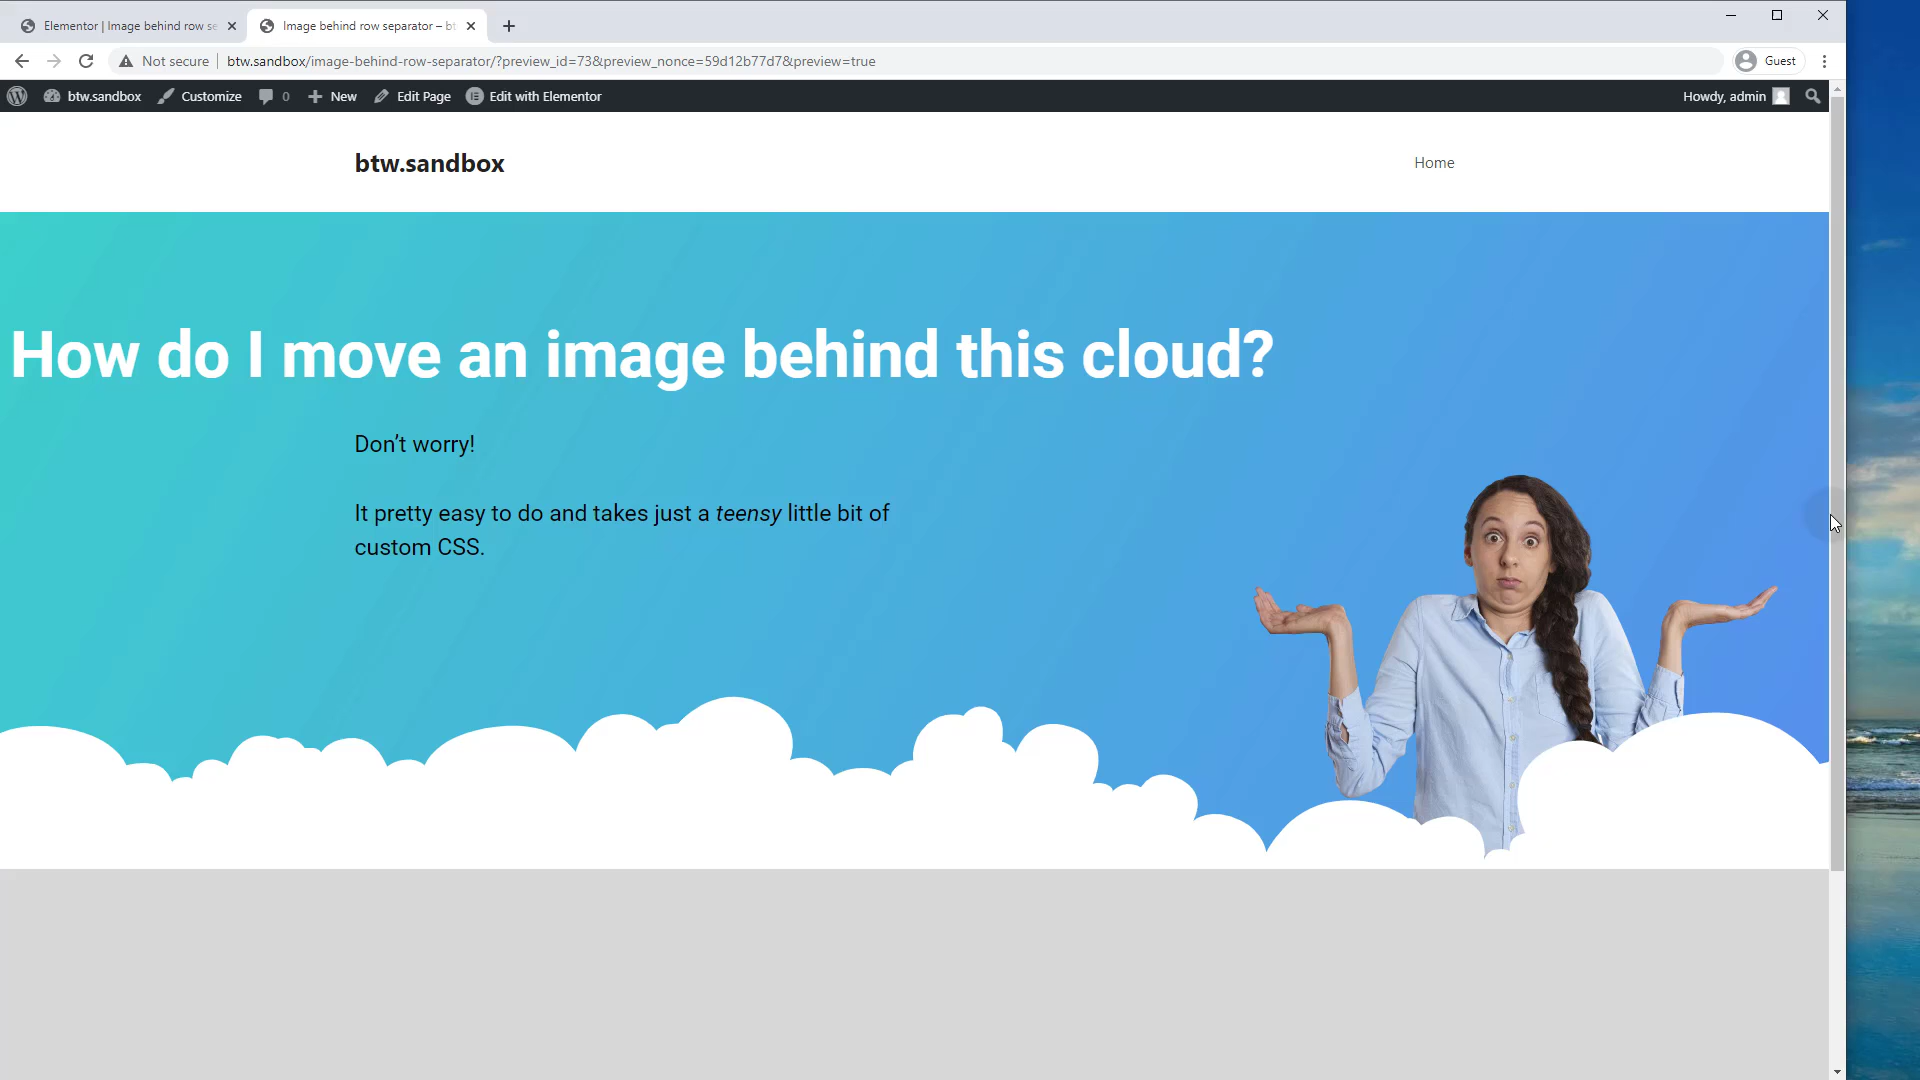 Elementor | Image behind row se
Image behind row separator – bt
Not secure
btw.sandbox/image-behind-row-separator/?preview_id=73&preview_nonce=59d12b77d7&preview=true
Guest
btw.sandbox
Customize
0
New
Edit Page
Edit with Elementor
Howdy, admin
btw.sandbox
Home
How do I move an image behind this cloud?
Don’t worry!
It pretty easy to do and takes just a teensy little bit of
custom CSS.